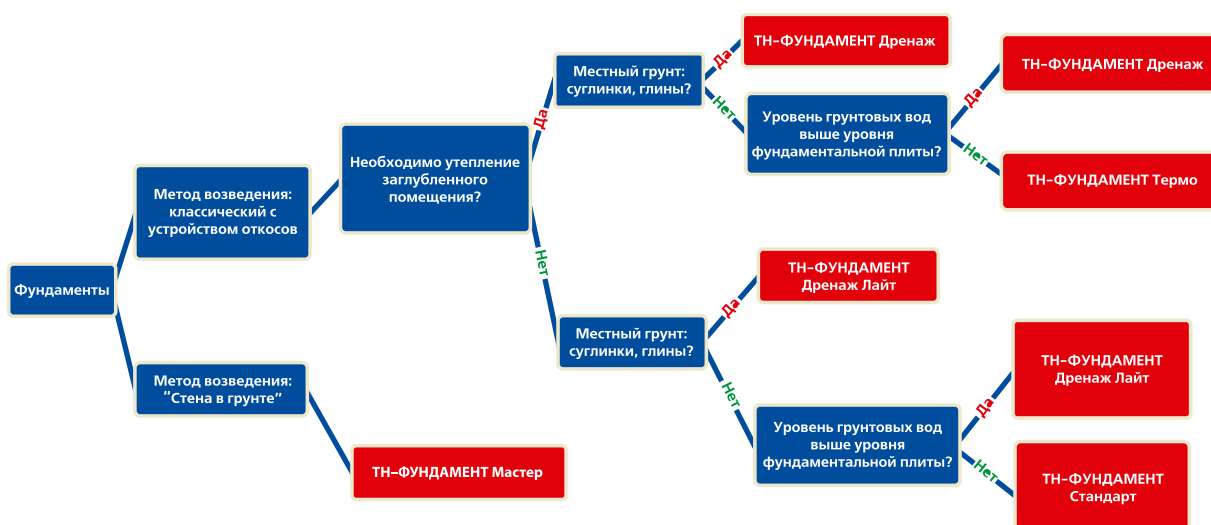 Фундаменты
Метод возведения:
классический с
устройством откосов
Метод возведения:
"Стена в грунте"
ТН-ФУНДАМЕНТ Мастер
Необходимо утепление
заглубленного
помещения?
Да
Нет
Местный грунт:
суглинки, глины?
Да
Нет
ТН-ФУНДАМЕНТ Дренаж
Уровень грунтовых вод
выше уровня
фундаментальной плиты?
Да
Нет
ТН-ФУНДАМЕНТ Дренаж
ТН-ФУНДАМЕНТ Термо
Местный грунт:
суглинки, глины?
Да
Нет
ТН-ФУНДАМЕНТ
Дренаж Лайт
Уровень грунтовых вод
выше уровня
фундаментальной плиты?
Да
Нет
ТН-ФУНДАМЕНТ
Дренаж Лайт
ТН-ФУНДАМЕНТ
Стандарт